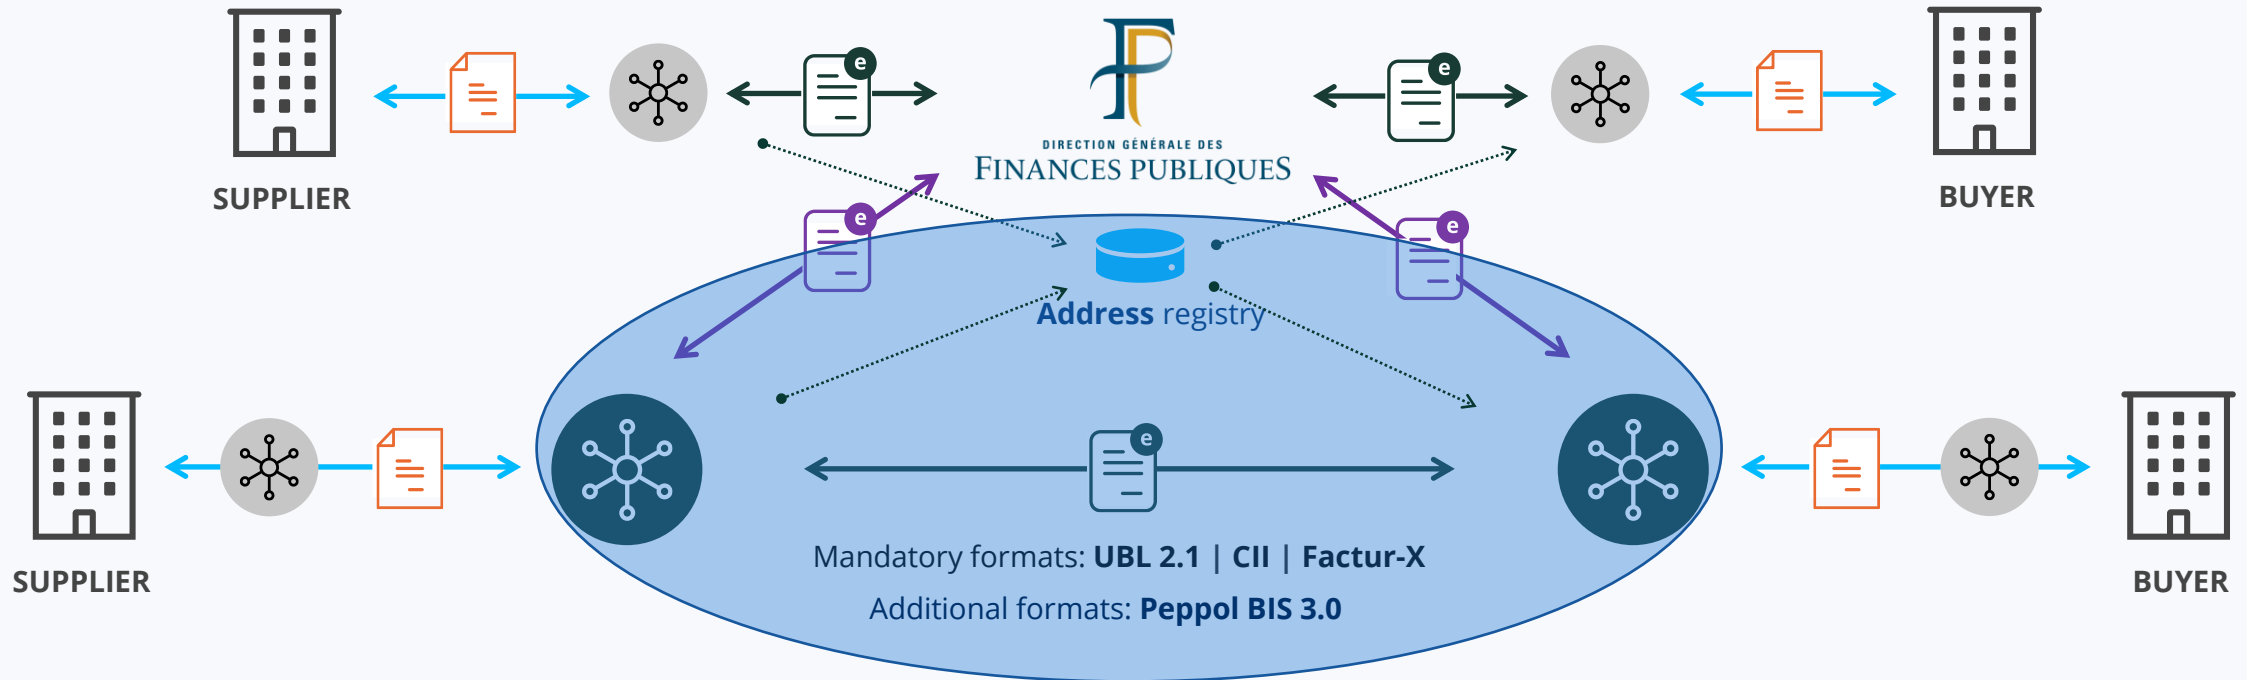 e
e
DIRECTION GÉNÉRALE DES
FINANCES PUBLIQUES
SUPPLIER
BUYER
e
e
Address registry
e
Mandatory formats: UBL 2.1 | CII | Factur-X
SUPPLIER
BUYER
Additional formats: Peppol BIS 3.0